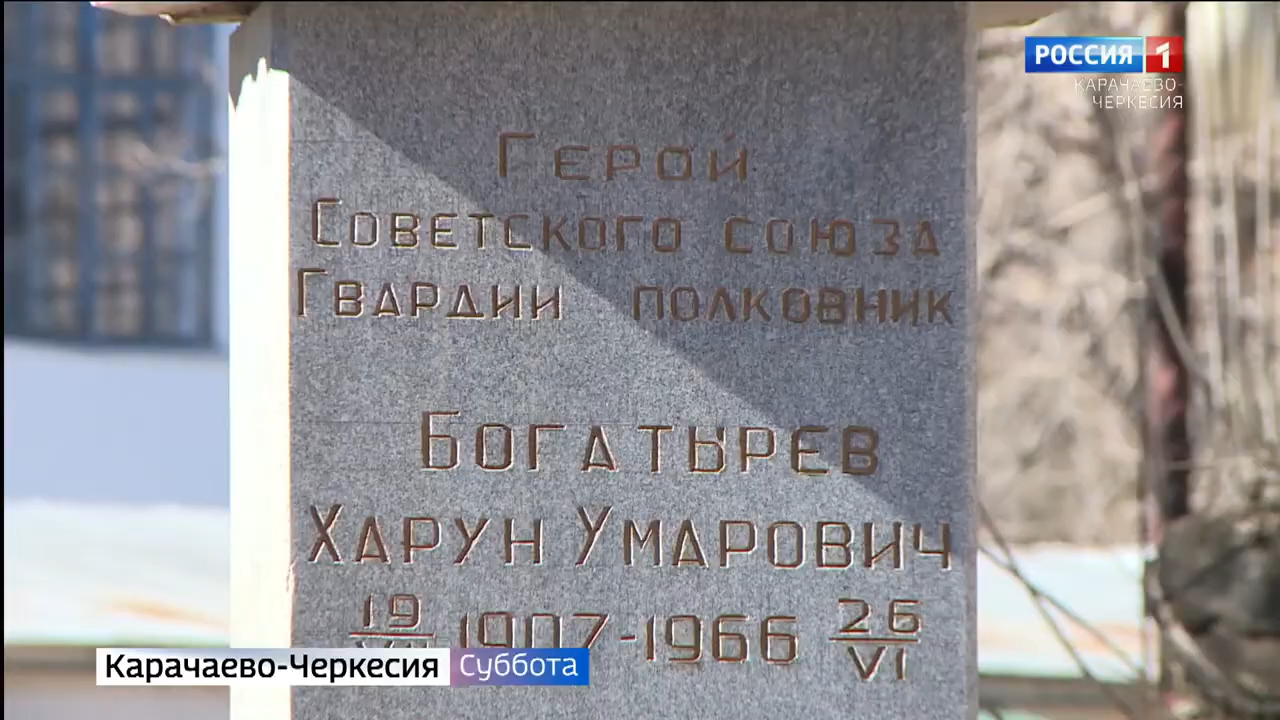 РОССИЯ 1
КАРАЧАЕВО-
ЧЕРКЕСИЯ
Герой
Советского союза
Гвардии полковник
Богатырев
Харун Умарович
19 1907-1966 26
VI
Карачаево-Черкесия Суббота